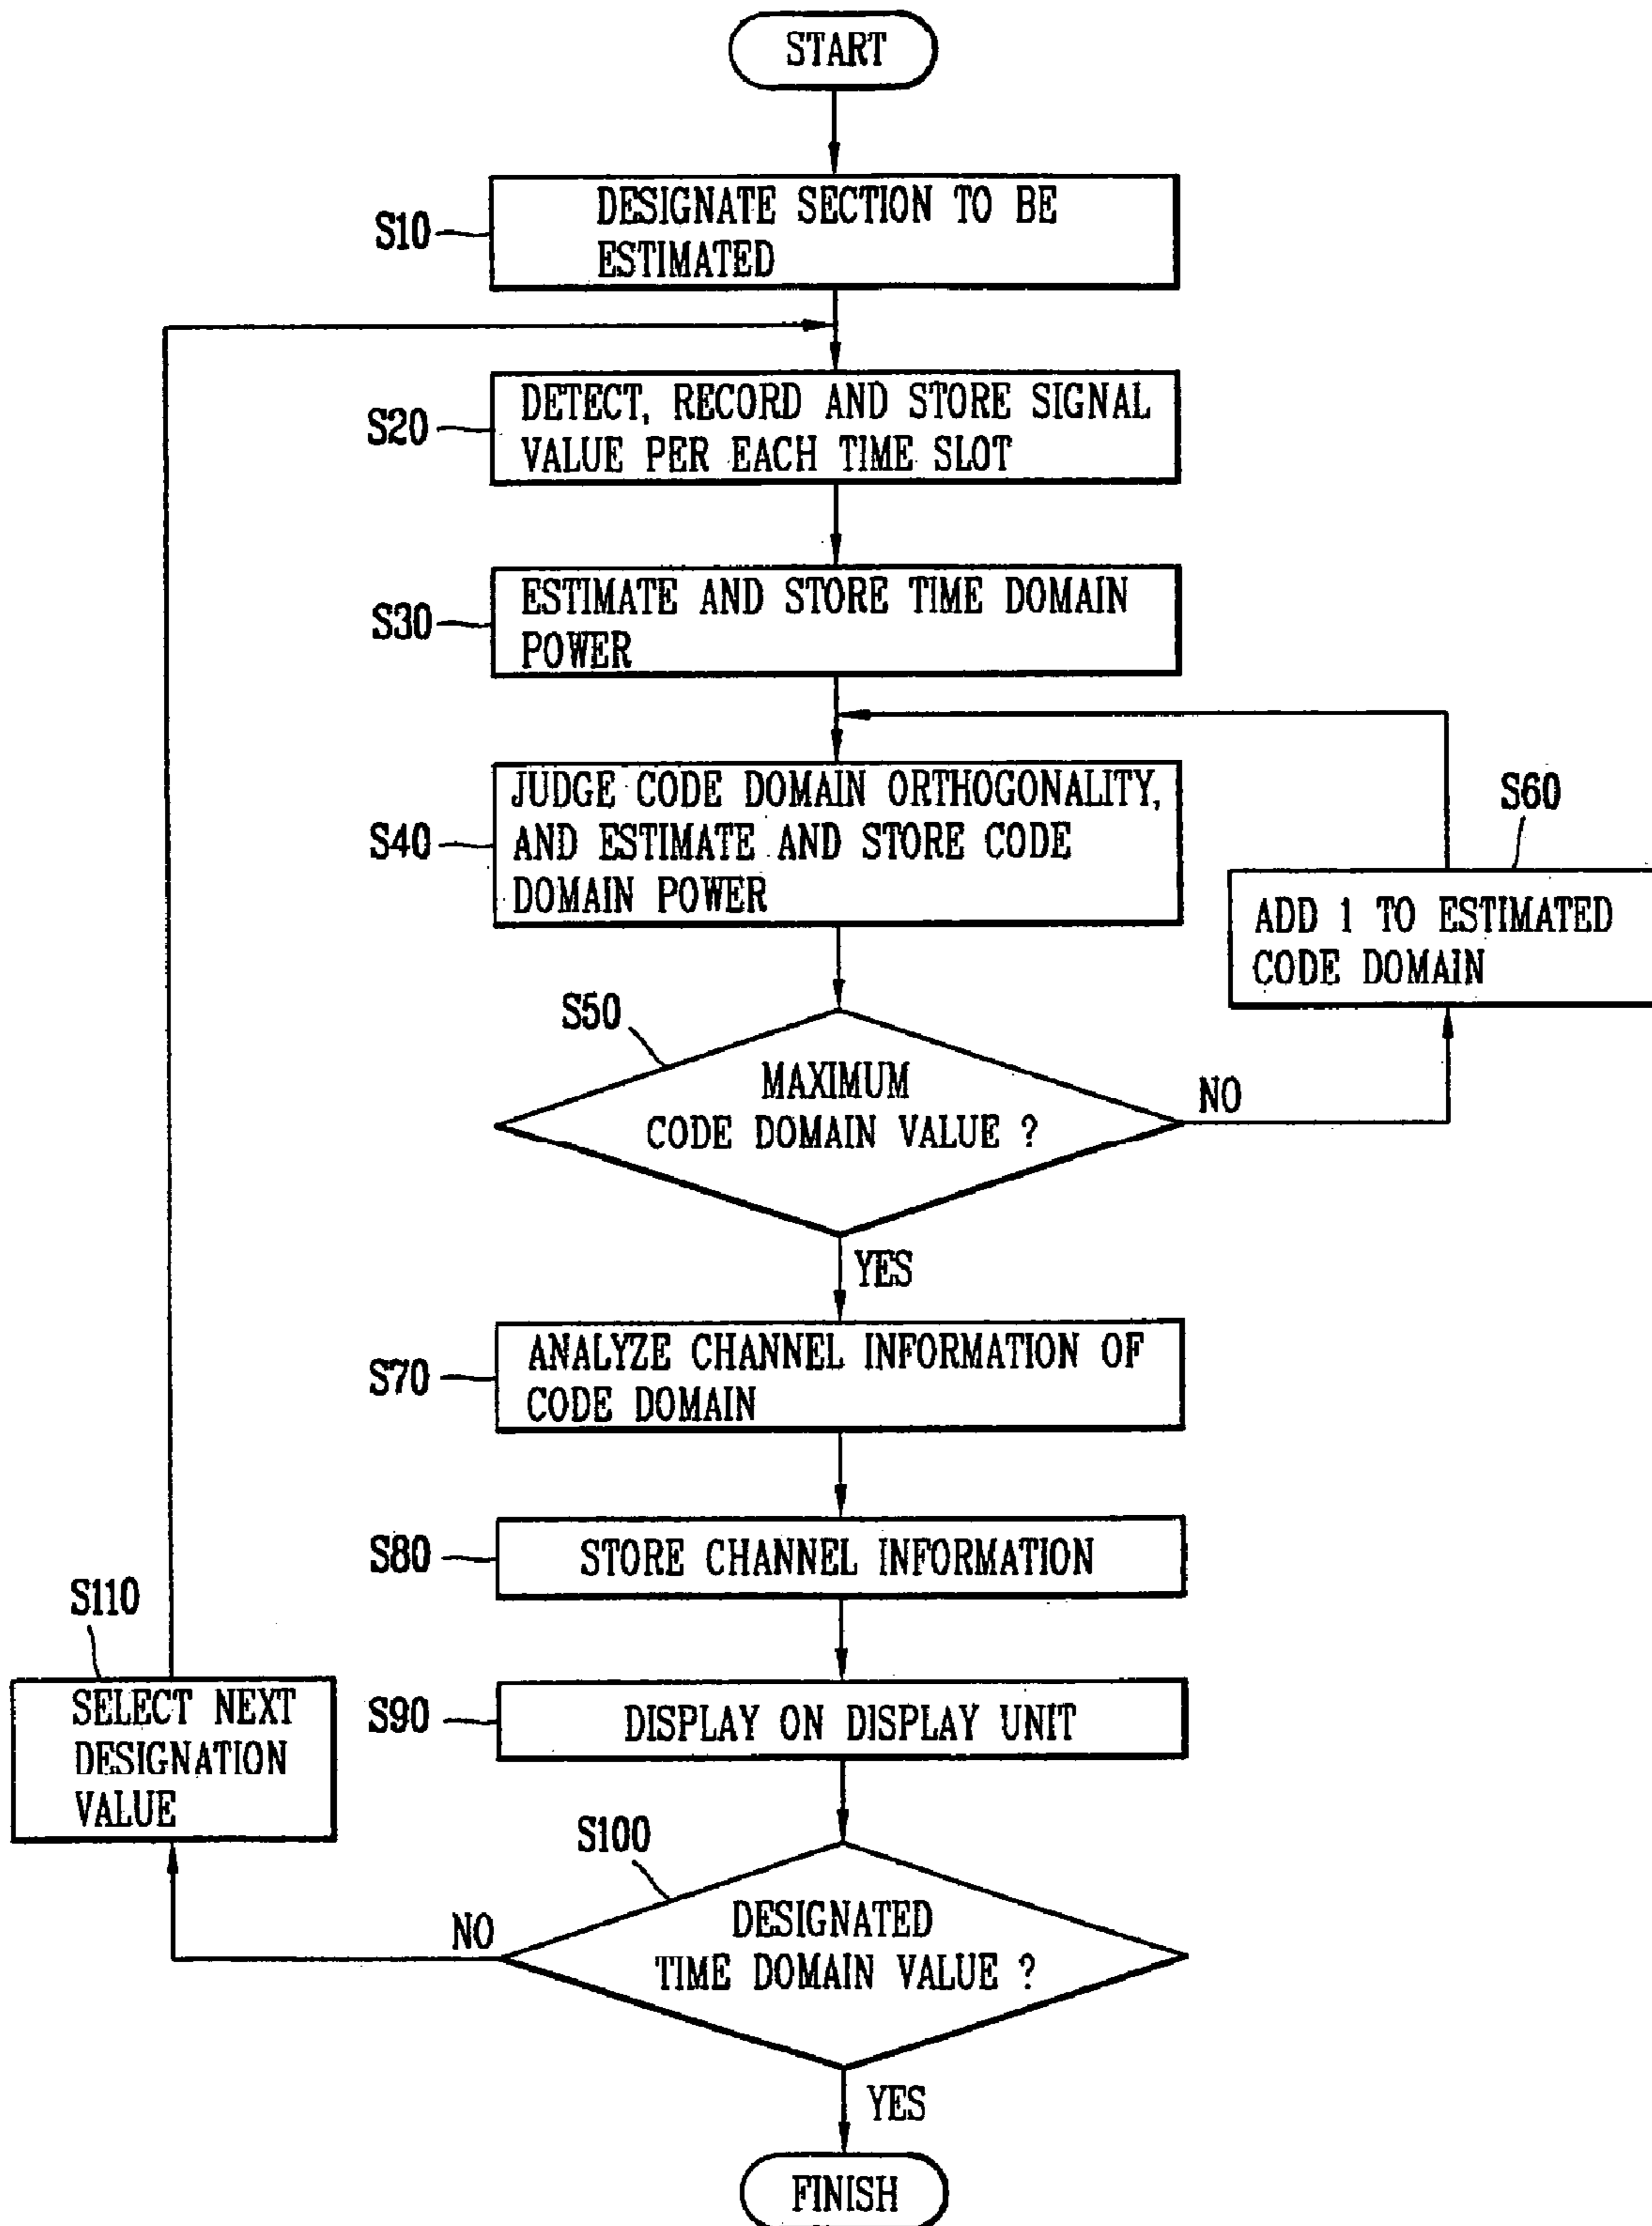 START
S10
DESIGNATE SECTION TO BE
ESTIMATED
S20
DETECT, RECORD AND STORE SIGNAL
VALUE PER EACH TIME SLOT
S30
ESTIMATE AND STORE TIME DOMAIN
POWER
S40
JUDGE CODE DOMAIN ORTHOGONALITY,
AND ESTIMATE AND STORE CODE
DOMAIN POWER
S60
ADD 1 TO ESTIMATED
CODE DOMAIN
S50
MAXIMUM
CODE DOMAIN VALUE ?
NO
YES
S70
ANALYZE CHANNEL INFORMATION OF
CODE DOMAIN
S80
STORE CHANNEL INFORMATION
S110
SELECT NEXT
DESIGNATION
VALUE
S90
DISPLAY ON DISPLAY UNIT
S100
DESIGNATED
TIME DOMAIN VALUE ?
NO
YES
FINISH